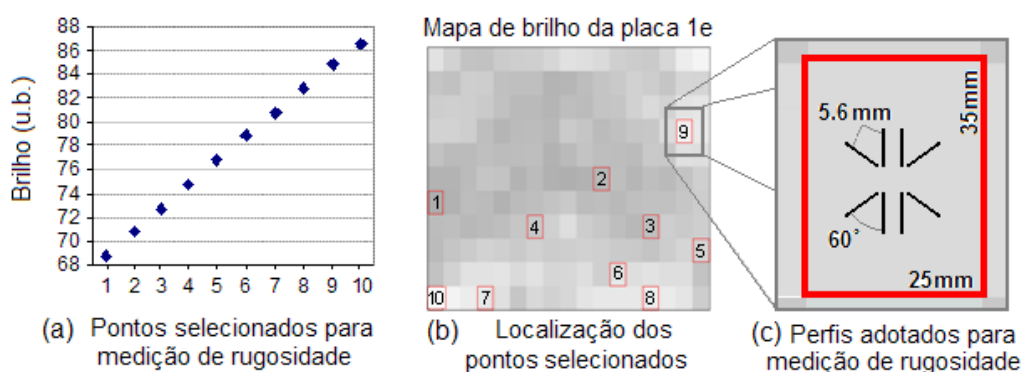 Brilho (u.b.)
88
86
84
82
80
78
76
74
72
70
68
1 2 3 4 5 6 7 8 9 10
(a) Pontos selecionados para
medição de rugosidade
Mapa de brilho da placa 1e
9
2
1
4
3
5
6
10
7
8
(b) Localização dos
pontos selecionados
5.6 mm
35mm
60°
25mm
(c) Perfis adotados para
medição de rugosidade